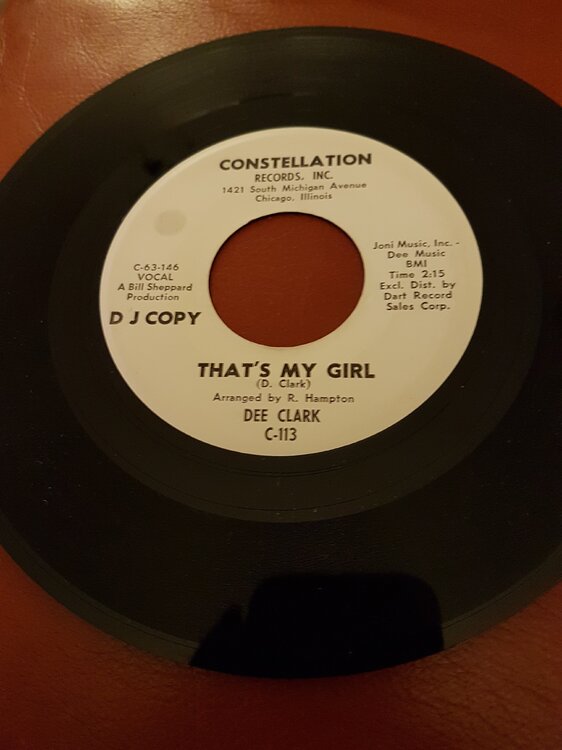 CONSTELLATION
RECORDS, INC.
1421 South Michigan Avenue
Chicago, Illinois
C-63-146
VOCAL
A Bill Sheppard
Production
D J COPY
Joni Music, Inc. -
Dee Music
BMI
Time 2:15
Excl. Dist. by
Dart Record
Sales Corp.
THAT'S MY GIRL
(D. Clark)
Arranged by R. Hampton
DEE CLARK
C-113